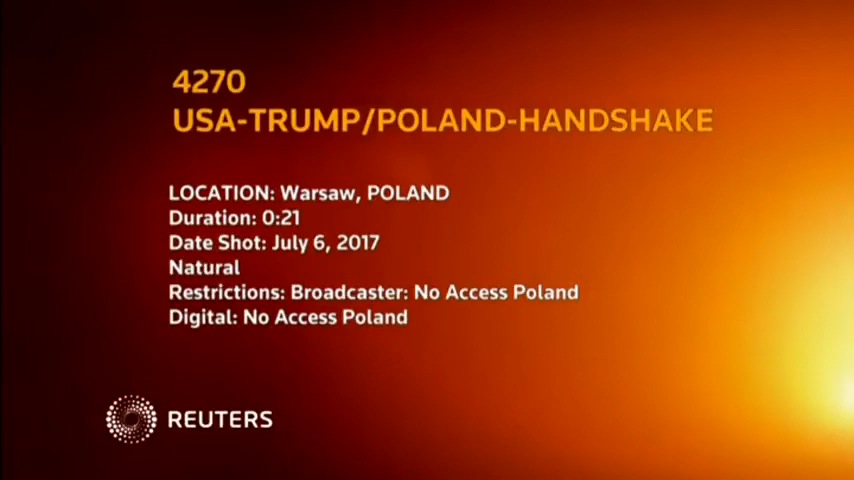 4270
USA-TRUMP/POLAND-HANDSHAKE
LOCATION: Warsaw, POLAND
Duration: 0:21
Date Shot: July 6, 2017
Natural
Restrictions: Broadcaster: No Access Poland
Digital: No Access Poland
REUTERS